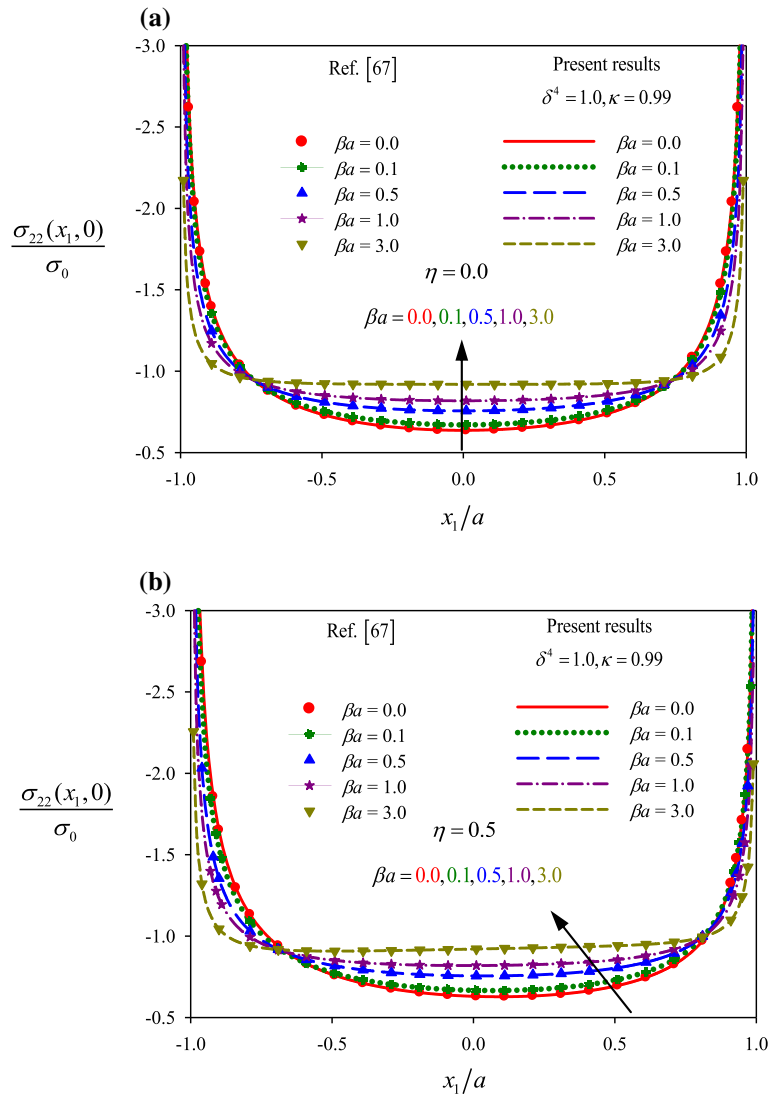 (a)
-3.0
Ref. [67]
Present results
δ⁴ = 1.0, κ = 0.99
-2.5
βa = 0.0
βa = 0.0
βa = 0.1
βa = 0.1
βa = 0.5
βa = 0.5
-2.0
βa = 1.0
βa = 1.0
βa = 3.0
βa = 3.0
σ₂₂(x₁, 0)
σ₀
η = 0.0
-1.5
βa = 0.0, 0.1, 0.5, 1.0, 3.0
-1.0
-0.5
-1.0
-0.5
0.0
0.5
1.0
x₁/a
(b)
-3.0
Ref. [67]
Present results
δ⁴ = 1.0, κ = 0.99
-2.5
βa = 0.0
βa = 0.0
βa = 0.1
βa = 0.1
βa = 0.5
βa = 0.5
-2.0
βa = 1.0
βa = 1.0
βa = 3.0
βa = 3.0
σ₂₂(x₁, 0)
σ₀
η = 0.5
-1.5
βa = 0.0, 0.1, 0.5, 1.0, 3.0
-1.0
-0.5
-1.0
-0.5
0.0
0.5
1.0
x₁/a